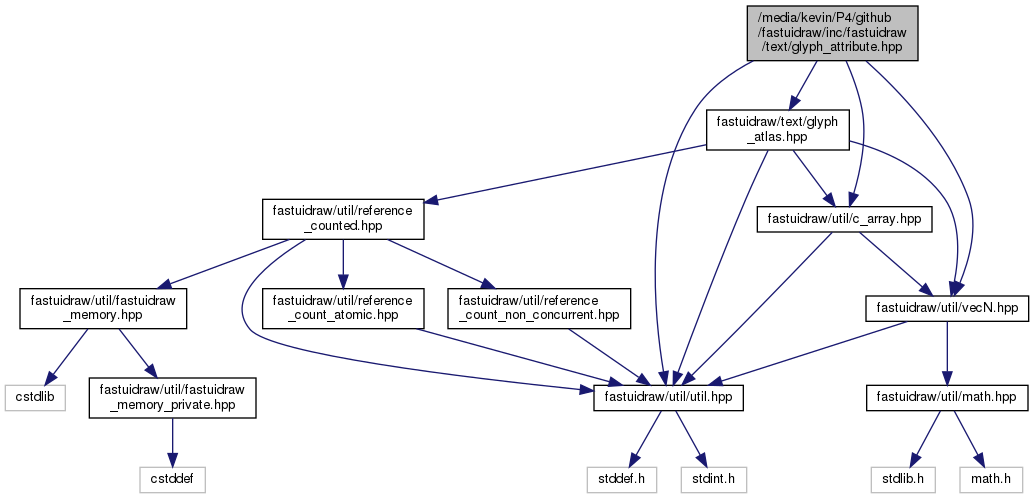 /media/kevin/P4/github
/fastuidraw/inc/fastuidraw
/text/glyph_attribute.hpp
fastuidraw/text/glyph
_atlas.hpp
fastuidraw/util/reference
_counted.hpp
fastuidraw/util/c_array.hpp
fastuidraw/util/fastuidraw
_memory.hpp
fastuidraw/util/reference
_count_atomic.hpp
fastuidraw/util/reference
_count_non_concurrent.hpp
fastuidraw/util/vecN.hpp
cstdlib
fastuidraw/util/fastuidraw
_memory_private.hpp
fastuidraw/util/util.hpp
fastuidraw/util/math.hpp
cstddef
stddef.h
stdint.h
stdlib.h
math.h